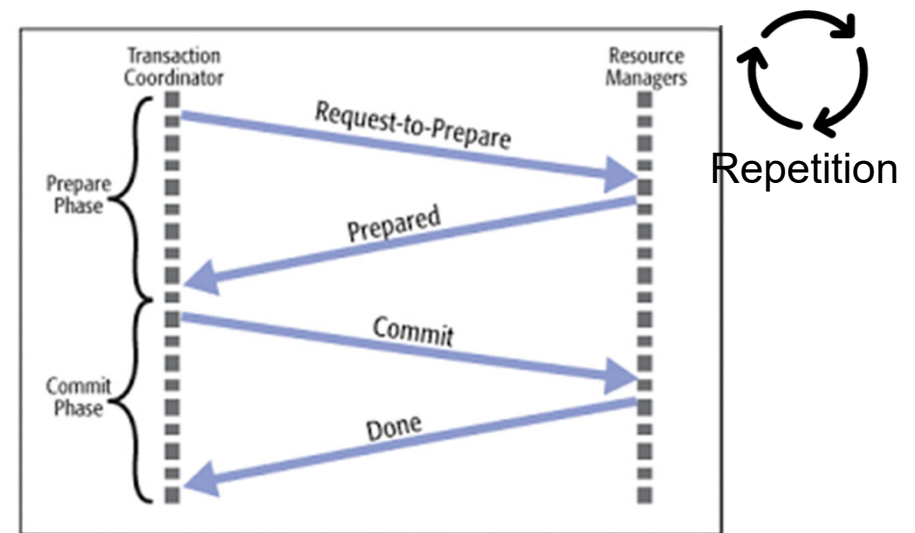 Transaction
Coordinator
Resource
Managers
Request-to-Prepare
Repetition
Prepare
Phase
Prepared
Commit
Commit
Phase
Done